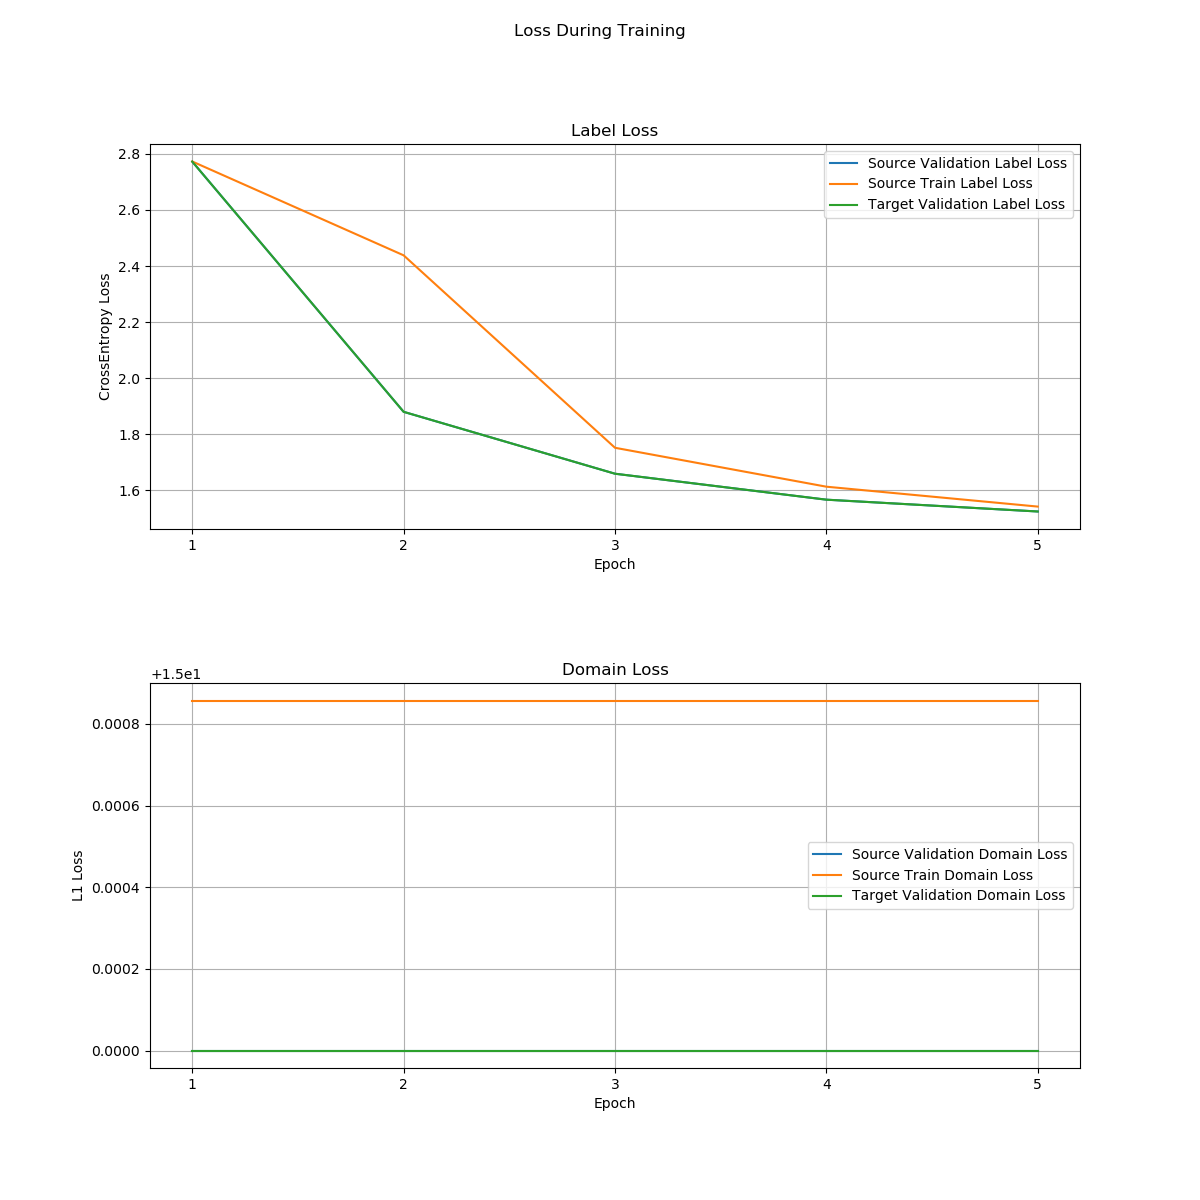 Loss During Training
Label Loss
2.8
2.6
2.4
2.2
2.0
1.8
1.6
CrossEntropy Loss
Source Validation Label Loss
Source Train Label Loss
Target Validation Label Loss
1 2 3 4 5
Epoch
Domain Loss
+1.5e1
0.0008
0.0006
0.0004
0.0002
0.0000
L1 Loss
Source Validation Domain Loss
Source Train Domain Loss
Target Validation Domain Loss
1 2 3 4 5
Epoch